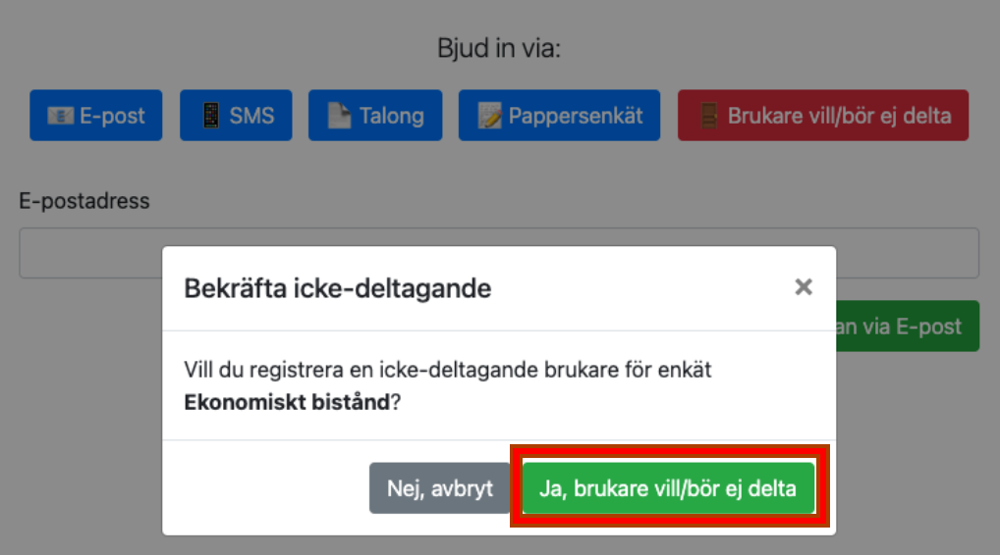 Bjud in via:
E-post
SMS
Talong
Pappersenkät
Brukare vill/bör ej delta
E-postadress
Bekräfta icke-deltagande
×
an via E-post
Vill du registrera en icke-deltagande brukare för enkät
Ekonomiskt bistånd?
Nej, avbryt
Ja, brukare vill/bör ej delta